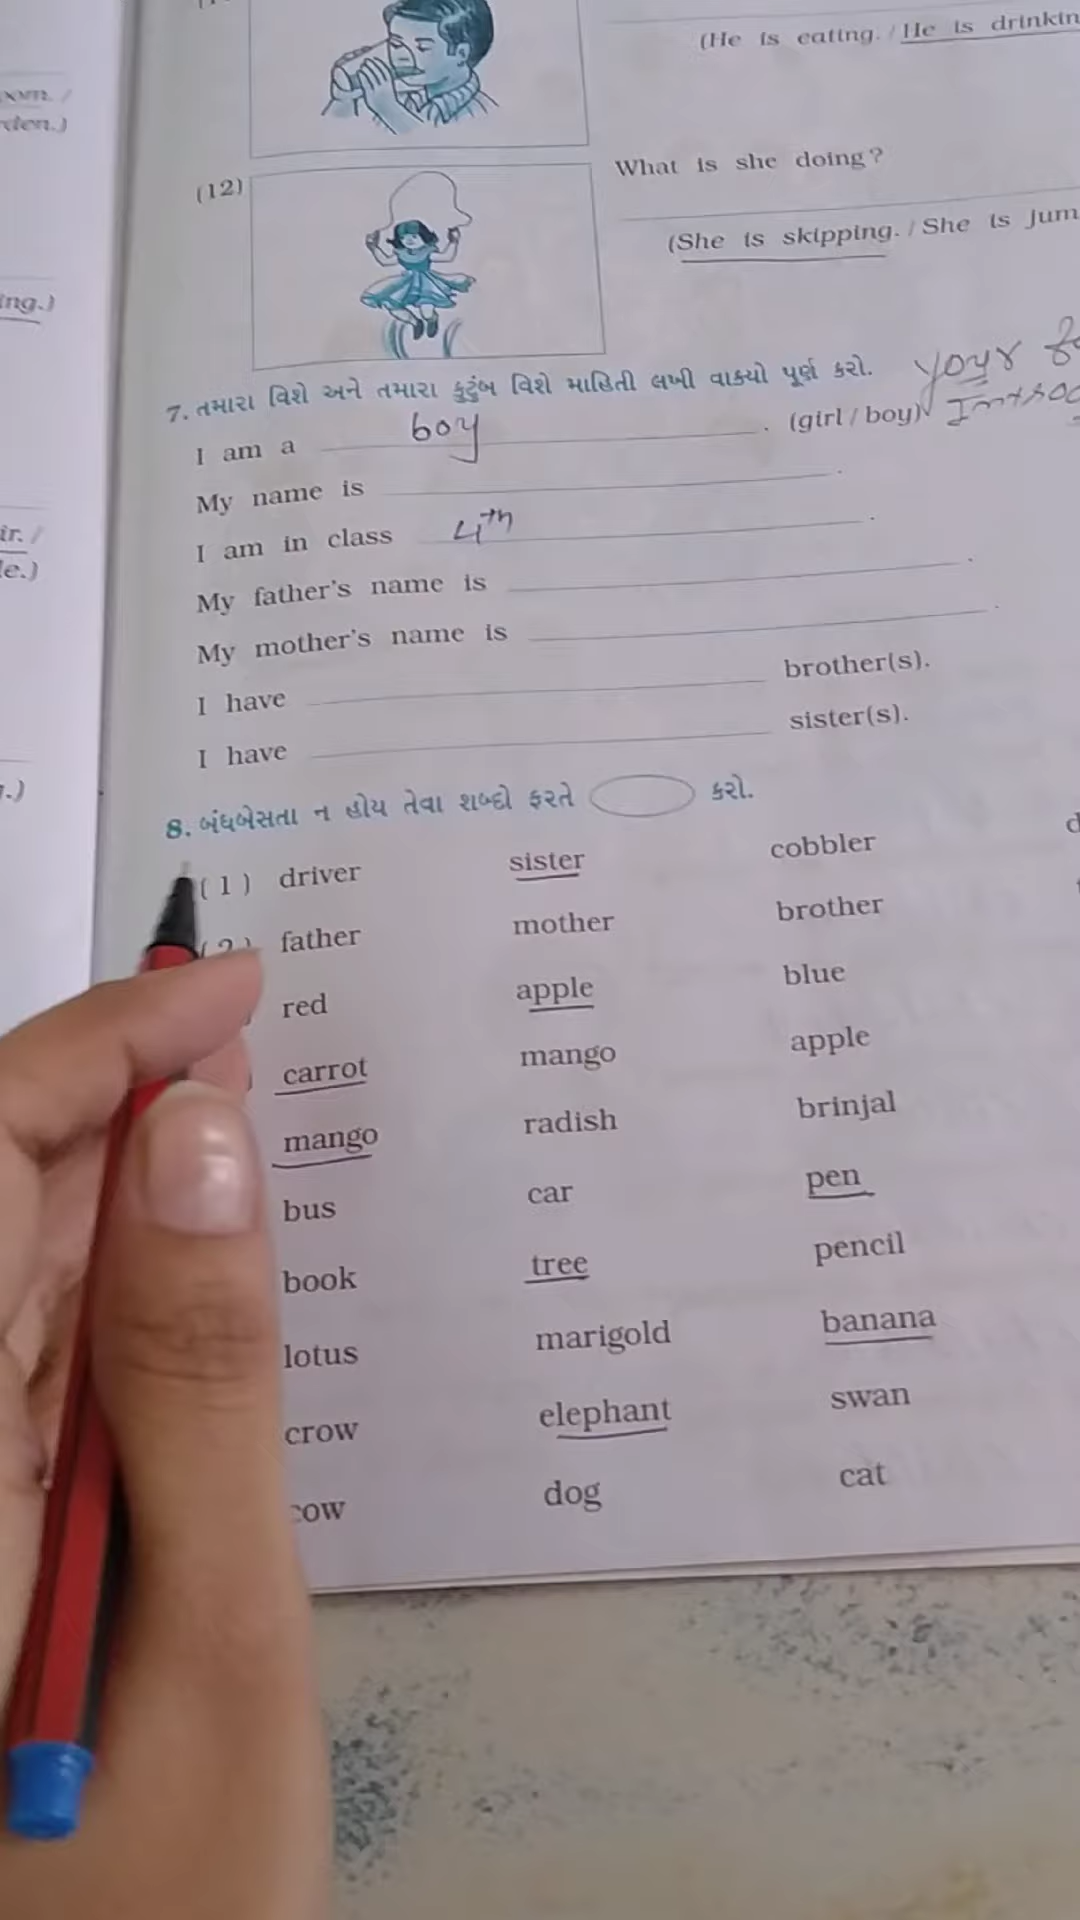 (He is eating. / He is drinkin
What is she doing?
(12)
(She is skipping. / She is jum
7. તમારા વિશે અને તમારા કુટુંબ વિશે માહિતી લખી વાક્યો પૂર્ણ કરો. your
I am a boy. (girl / boy)
My name is .
I am in class 4th.
My father's name is .
My mother's name is .
I have brother(s).
I have sister(s).
8. બંધબેસતા ન હોય તેવા શબ્દો ફરતે કરો.
(1) driver sister cobbler
father mother brother
red apple blue
carrot mango apple
mango radish brinjal
bus car pen
book tree pencil
lotus marigold banana
crow elephant swan
cow dog cat